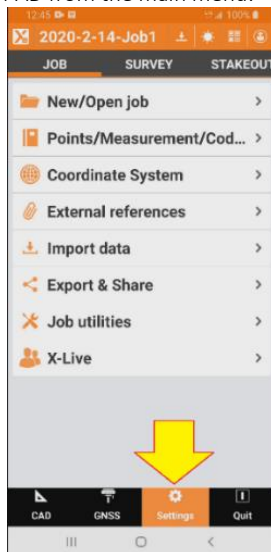 AD from the main menu.
12:45
100%
2020-2-14-Job1
JOB SURVEY STAKEOUT
New/Open job
Points/Measurement/Cod...
Coordinate System
External references
Import data
Export & Share
Job utilities
X-Live
CAD GNSS Settings Quit